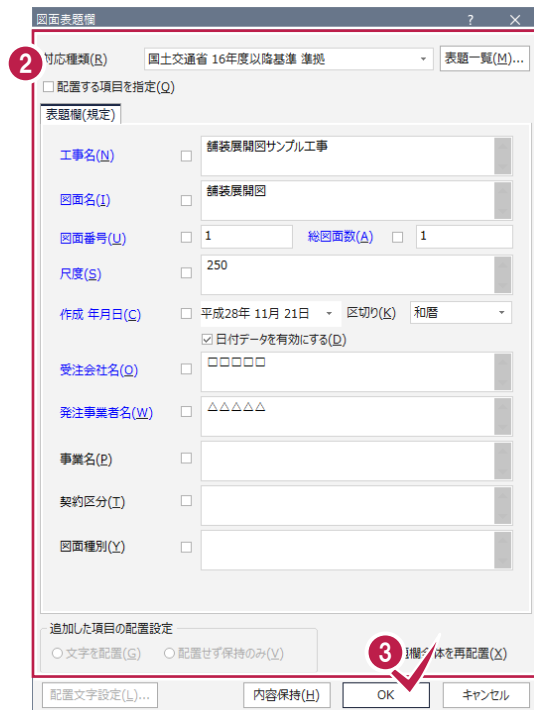 図面表題欄 ? ×
2
対応種類(R) 国土交通省 16年度以降基準 準拠 表題一覧(M)...
配置する項目を指定(Q)
表題欄(規定)
工事名(N) 舗装展開図サンプル工事
図面名(I) 舗装展開図
図面番号(U) 1 総図面数(A) 1
尺度(S) 250
作成 年月日(C) 平成28年 11月 21日 区切り(K) 和暦
日付データを有効にする(D)
受注会社名(O) □□□□□
発注事業者名(W) △△△△△
事業名(P)
契約区分(T)
図面種別(Y)
追加した項目の配置設定
文字を配置(G) 配置せず保持のみ(V) 3 体を再配置(X)
配置文字設定(L)... 内容保持(H) OK キャンセル